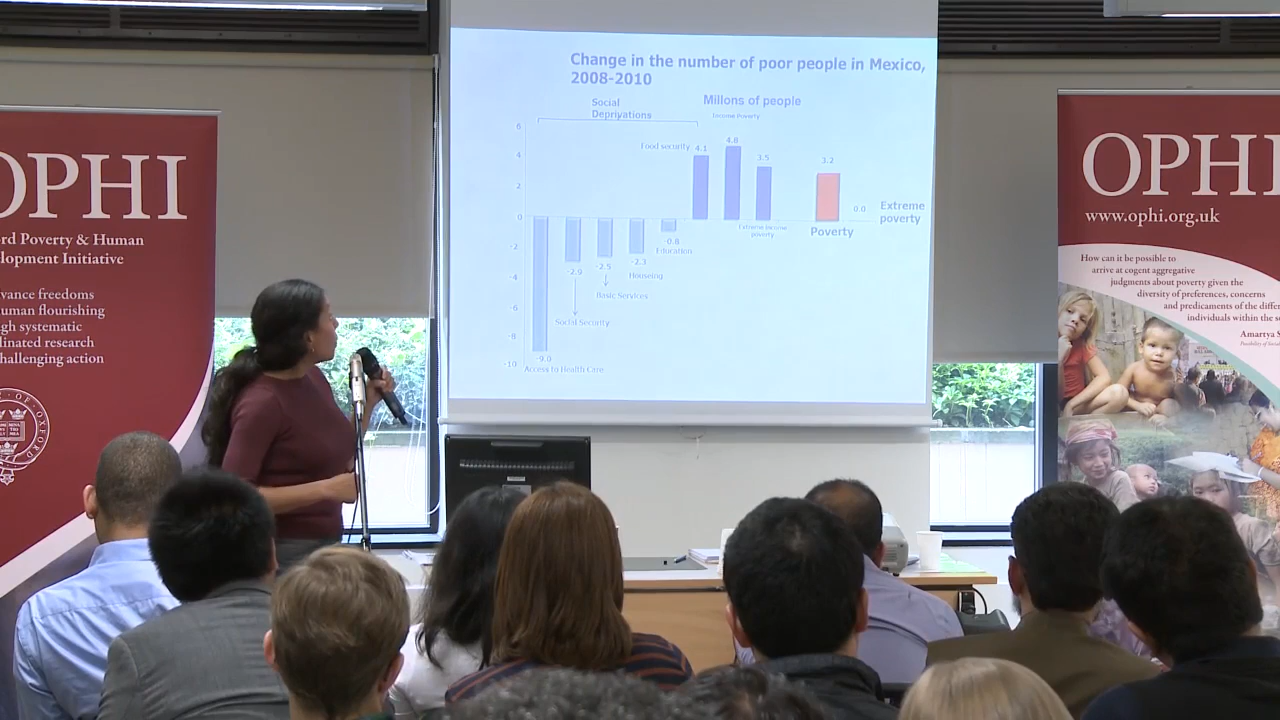 OPHI
rd Poverty & Human
lopment Initiative
vance freedoms
uman flourishing
gh systematic
dinated research
hallenging action
Change in the number of poor people in Mexico,
2008-2010
Social
Depriyations
Millons of people
Income Poverty
6
4
2
0
-2
-4
-6
-8
-10
Food security
4.1
4.8
3.5
3.2
0.0
Extreme
poverty
Extreme income
poverty
Poverty
-0.8
Education
-2.3
Houseing
-2.5
Basic Services
-2.9
Social Security
-9.0
Access to Health Care
OPHI
www.ophi.org.uk
How can it be possible to
arrive at cogent aggregative
judgments about poverty given the
diversity of preferences, concerns
and predicaments of the differ
individuals within the s
Amartya S